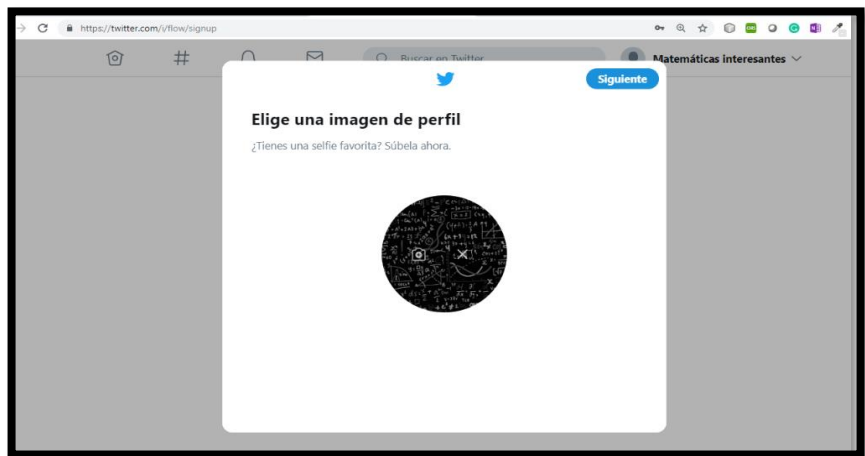 https://twitter.com/i/flow/signup
Buscar en Twitter
Matemáticas interesantes
Siguiente
Elige una imagen de perfil
¿Tienes una selfie favorita? Súbela ahora.